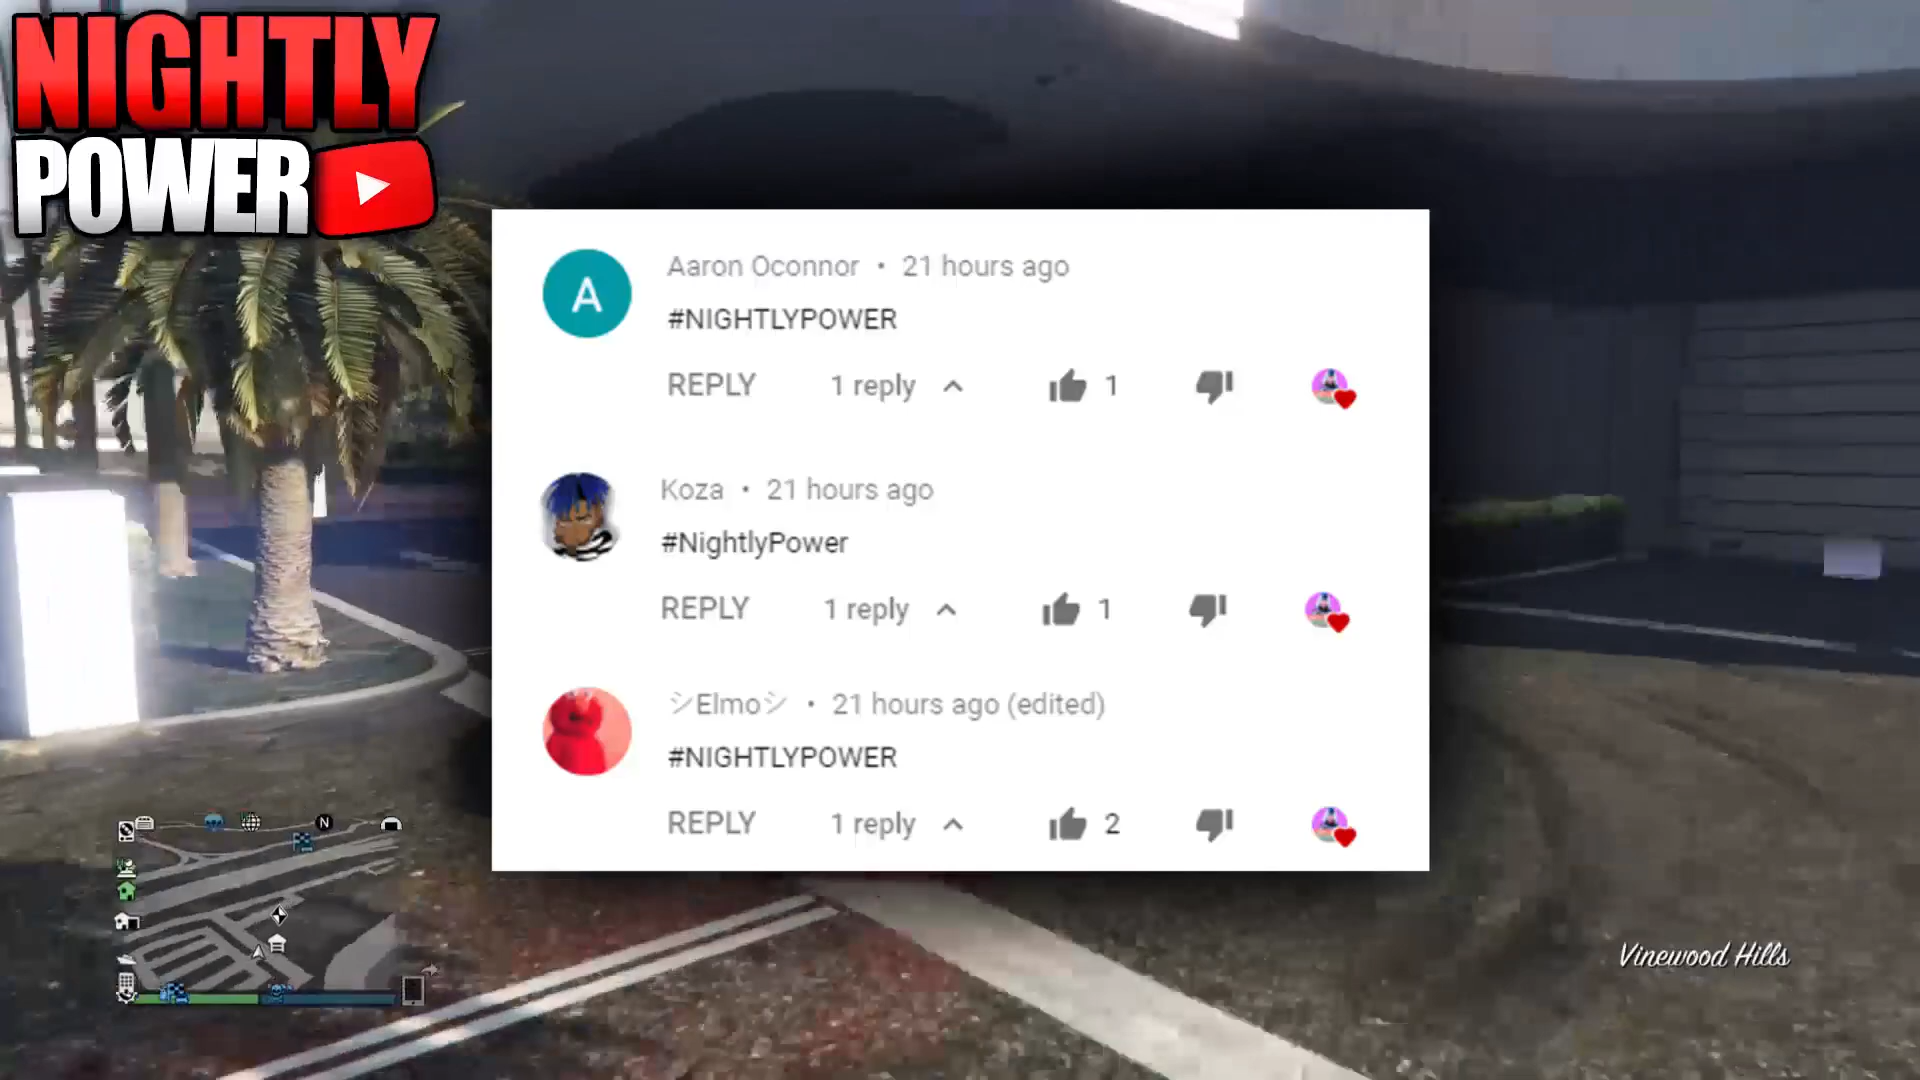 NIGHTLY
POWER
A
Aaron Oconnor • 21 hours ago
#NIGHTLYPOWER
REPLY 1 reply 1
Koza • 21 hours ago
#NightlyPower
REPLY 1 reply 1
シElmoシ • 21 hours ago (edited)
#NIGHTLYPOWER
REPLY 1 reply 2
N
Vinewood Hills